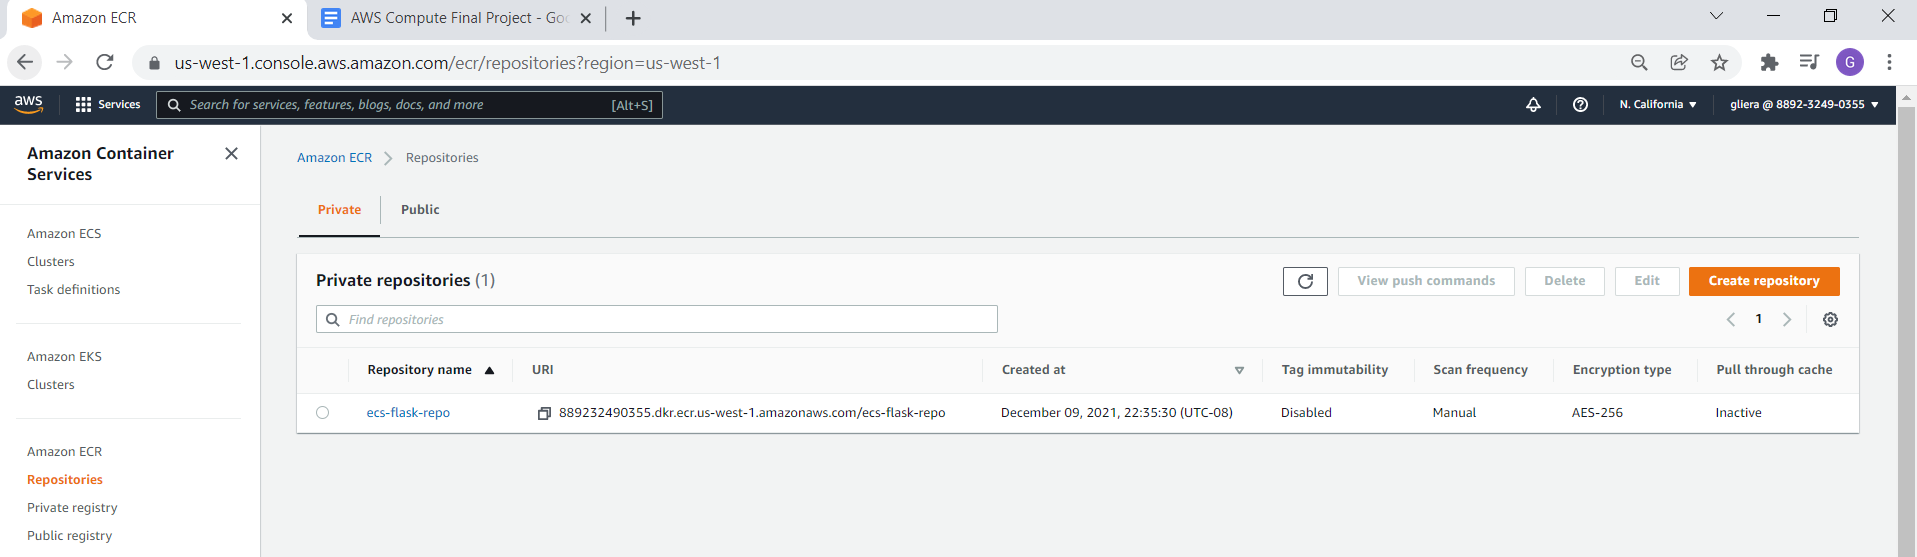 Amazon ECR
AWS Compute Final Project - Goo
us-west-1.console.aws.amazon.com/ecr/repositories?region=us-west-1
G
aws
Services
Search for services, features, blogs, docs, and more
[Alt+S]
N. California
gliera @ 8892-3249-0355
Amazon Container
Services
Amazon ECS
Clusters
Task definitions
Amazon EKS
Clusters
Amazon ECR
Repositories
Private registry
Public registry
Amazon ECR
Repositories
Private
Public
Private repositories (1)
View push commands
Delete
Edit
Create repository
Find repositories
1
Repository name
URI
Created at
Tag immutability
Scan frequency
Encryption type
Pull through cache
ecs-flask-repo
889232490355.dkr.ecr.us-west-1.amazonaws.com/ecs-flask-repo
December 09, 2021, 22:35:30 (UTC-08)
Disabled
Manual
AES-256
Inactive